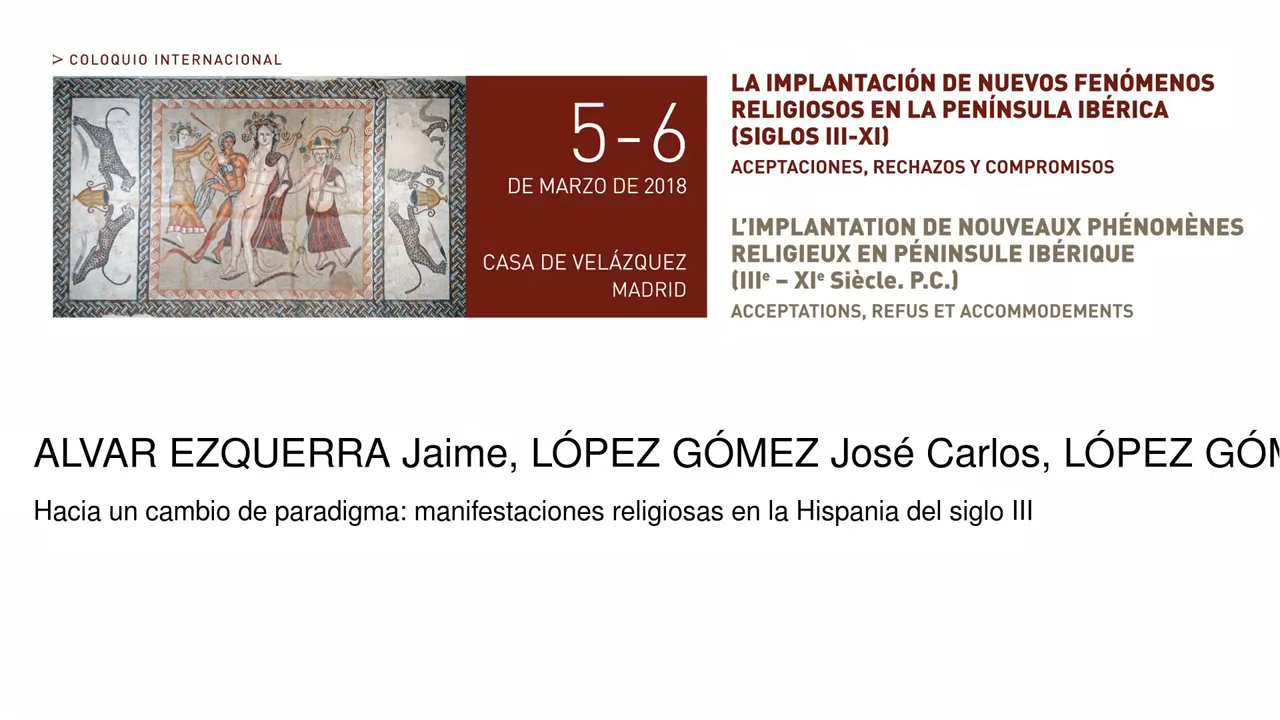 > COLOQUIO INTERNACIONAL
5-6
DE MARZO DE 2018
CASA DE VELÁZQUEZ
MADRID
LA IMPLANTACIÓN DE NUEVOS FENÓMENOS
RELIGIOSOS EN LA PENÍNSULA IBÉRICA
(SIGLOS III-XI)
ACEPTACIONES, RECHAZOS Y COMPROMISOS
L'IMPLANTATION DE NOUVEAUX PHÉNOMÈNES
RELIGIEUX EN PÉNINSULE IBÉRIQUE
(IIIe – XIe Siècle. P.C.)
ACCEPTATIONS, REFUS ET ACCOMMODEMENTS
ALVAR EZQUERRA Jaime, LÓPEZ GÓMEZ José Carlos, LÓPEZ
Hacia un cambio de paradigma: manifestaciones religiosas en la Hispania del siglo III